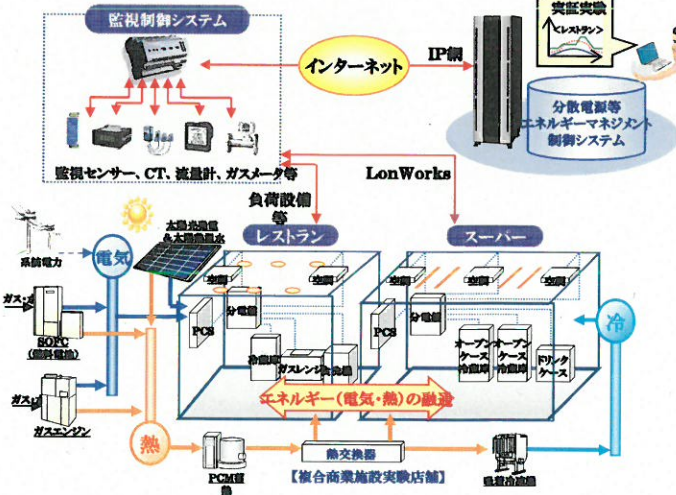 監視制御システム
実証実験
<レストラン>
インターネット
IP網
分散電源等
エネルギーマネジメント
制御システム
監視センサー、CT、流量計、ガスメータ等
LonWorks
負荷設備
等
太陽光発電
&太陽熱温水
レストラン
スーパー
系統電力
電気
空調
空調
空調
空調
分電盤
分電盤
PCS
PCS
冷
ガス・
SOFC
(燃料電池)
冷蔵庫
ガスレンジ
オープン
ケース
冷蔵庫
オープン
ケース
冷蔵庫
ドリンク
ケース
エネルギー(電気・熱)の融通
ガス・
ガスエンジン
熱
PCM蓄
熱
熱交換器
吸着冷凍機
【複合商業施設実験店舗】